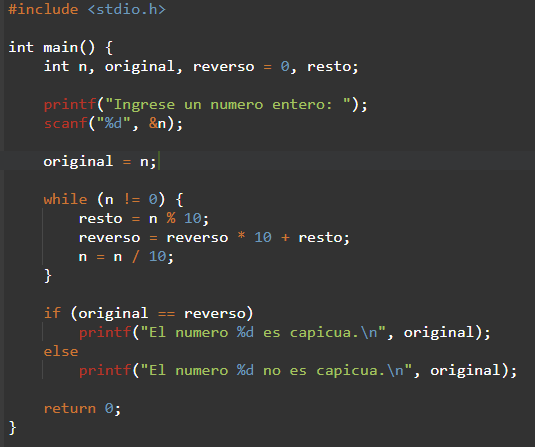 #include <stdio.h>
int main() {
int n, original, reverso = 0, resto;
printf("Ingrese un numero entero: ");
scanf("%d", &n);
original = n;
while (n != 0) {
resto = n % 10;
reverso = reverso * 10 + resto;
n = n / 10;
}
if (original == reverso)
printf("El numero %d es capicua.\n", original);
else
printf("El numero %d no es capicua.\n", original);
return 0;
}